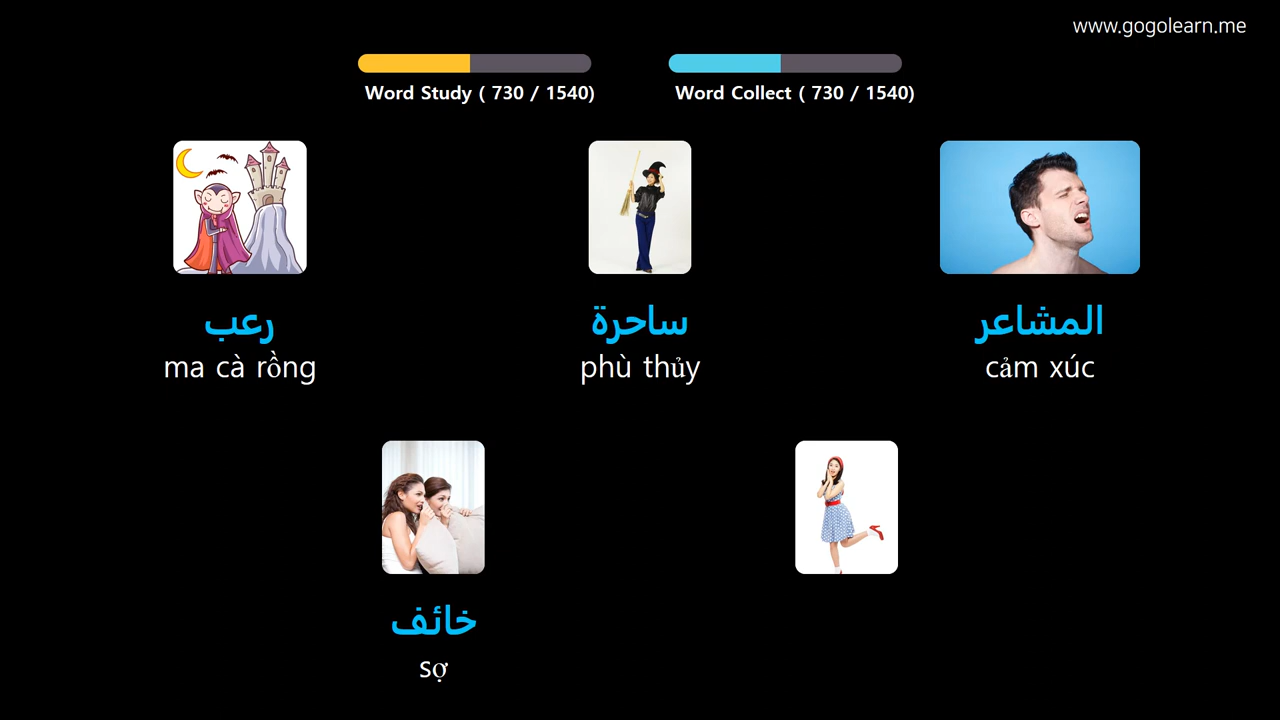 www.gogolearn.me
Word Study ( 730 / 1540)
Word Collect ( 730 / 1540)
رعب
ma cà rồng
ساحرة
phù thủy
المشاعر
cảm xúc
خائف
sợ